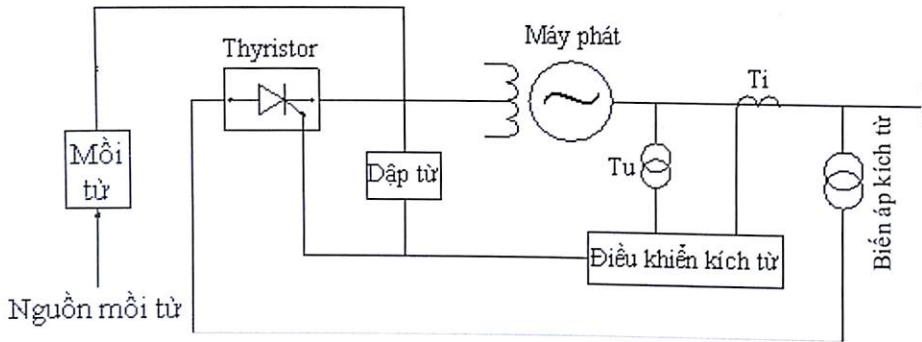 Máy phát
Thyristor
Ti
Mồi
từ
Dập từ
Tu
Biến áp kích từ
Điều khiển kích từ
Nguồn mồi từ